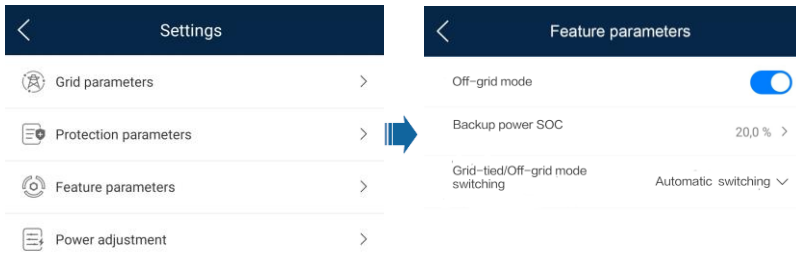 Settings
Grid parameters
Protection parameters
Feature parameters
Power adjustment
Feature parameters
Off-grid mode
Backup power SOC
20,0 %
Grid-tied/Off-grid mode
switching
Automatic switching